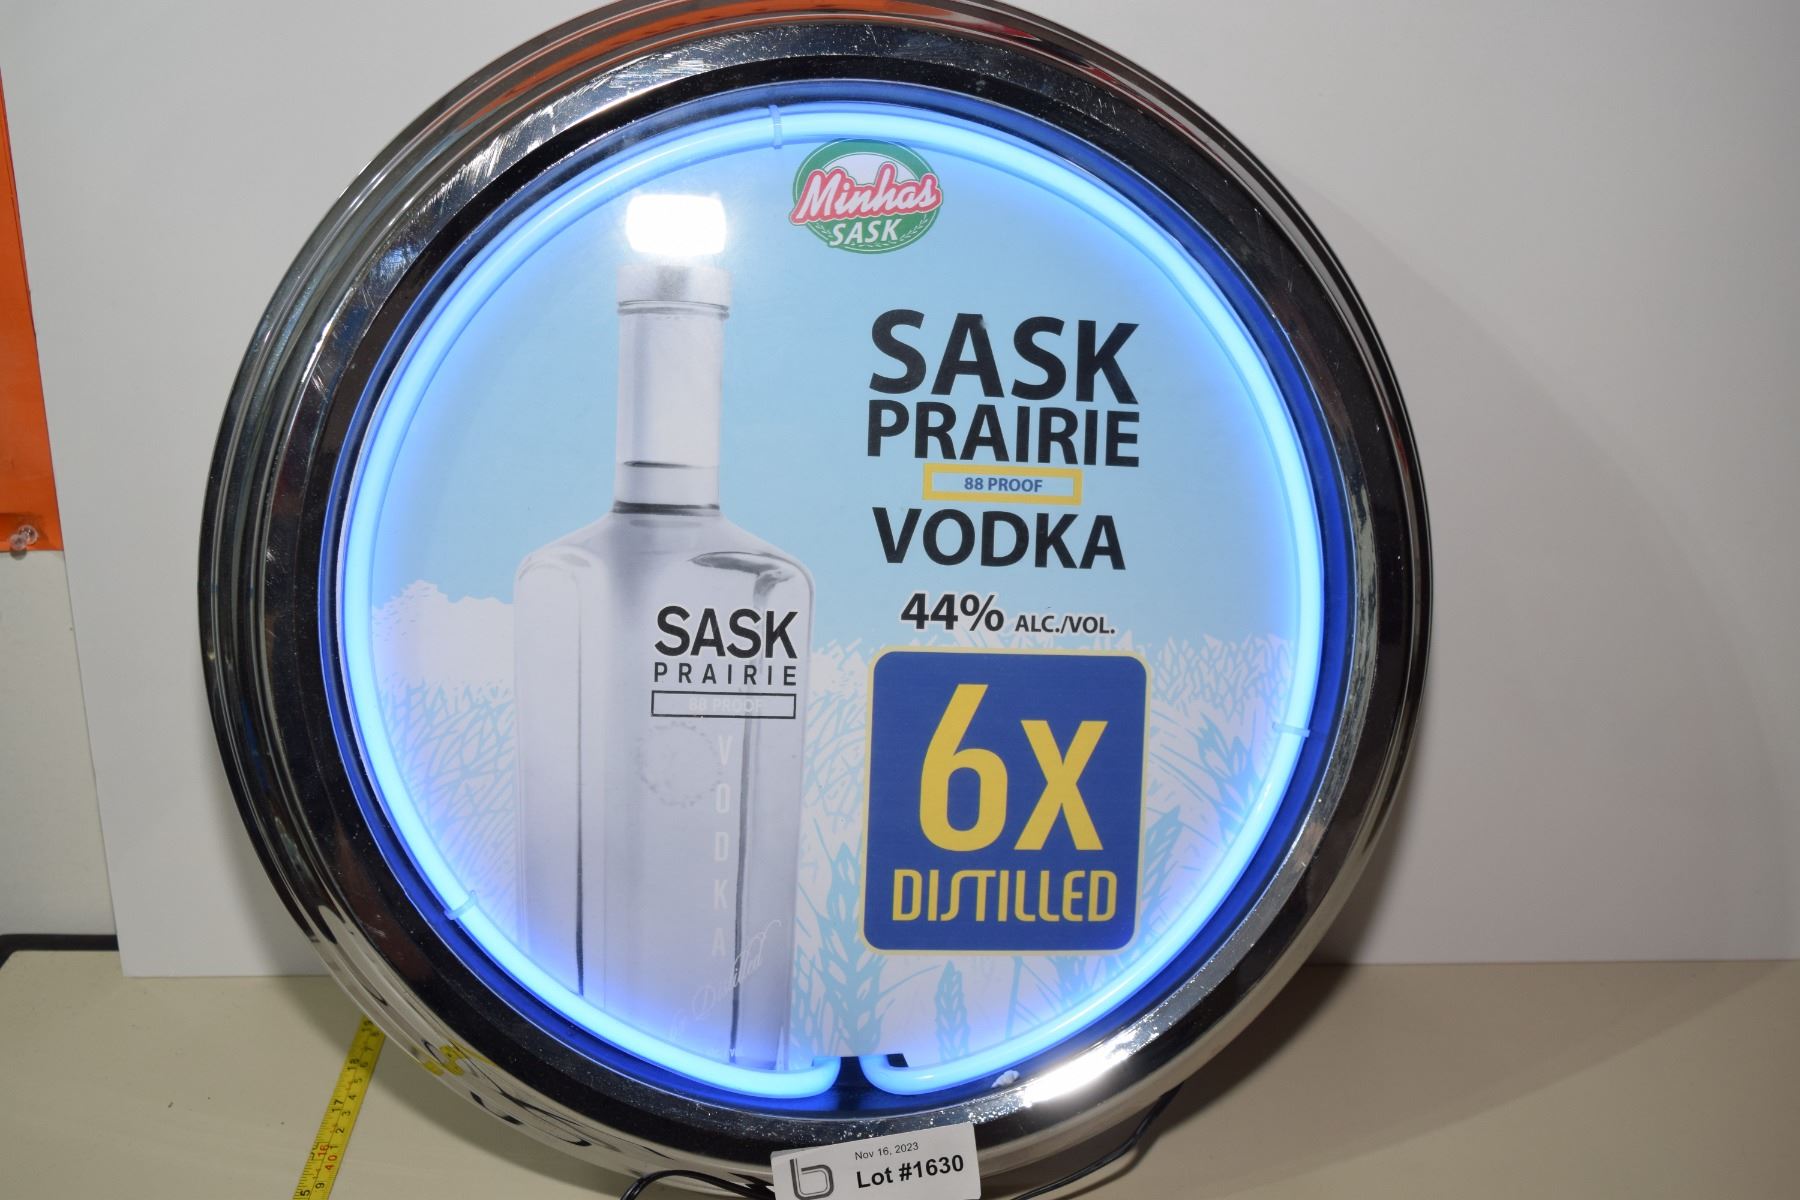 Minhas
SASK
SASK
PRAIRIE
88 PROOF
VODKA
44% ALC./VOL.
6x
DISTILLED
SASK
PRAIRIE
88 PROOF
VODKA
Distilled
Nov 16, 2023
Lot #1630